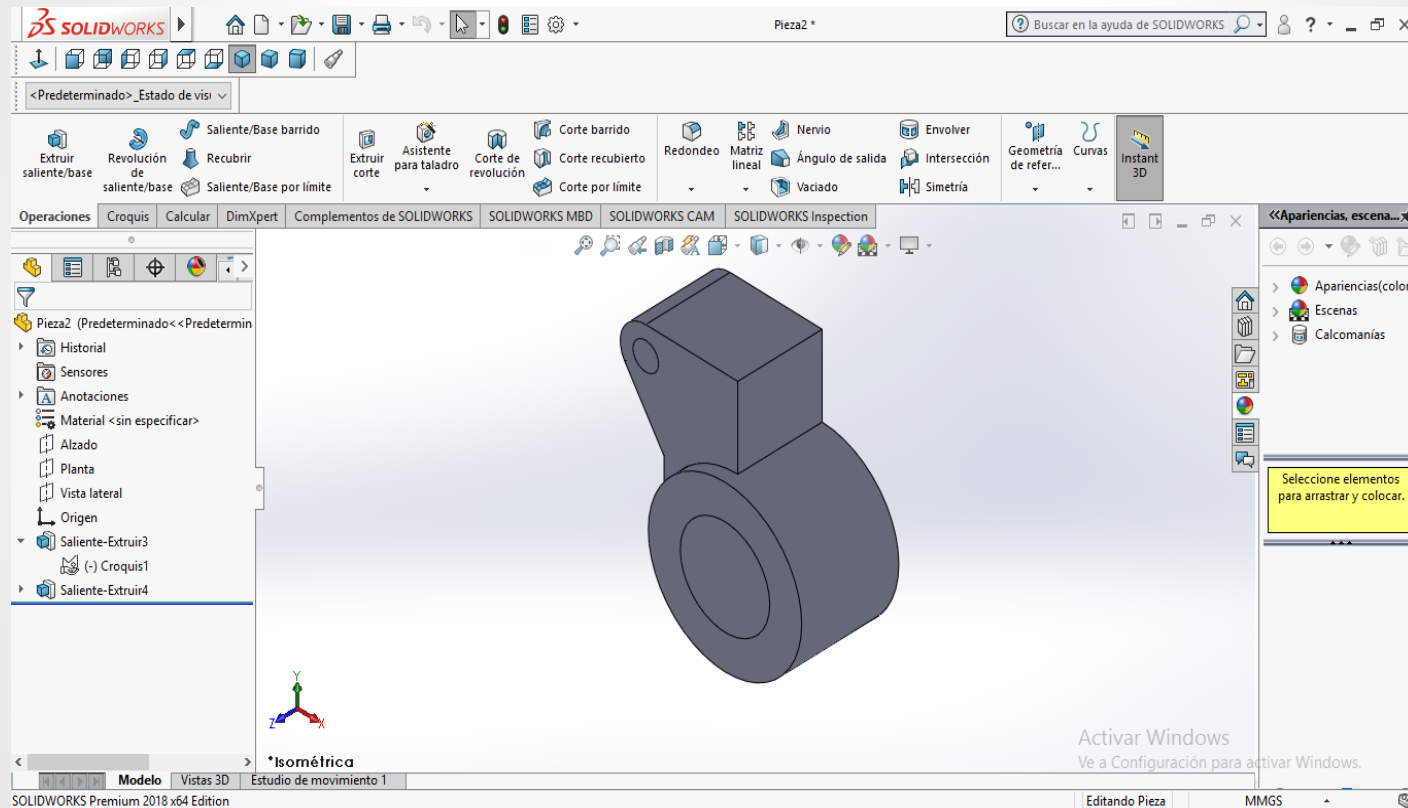 SOLIDWORKS
Pieza2 *
Buscar en la ayuda de SOLIDWORKS
<Predeterminado>_Estado de visi
Extruir saliente/base
Revolución de saliente/base
Saliente/Base barrido
Recubrir
Saliente/Base por límite
Extruir corte
Asistente para taladro
Corte de revolución
Corte barrido
Corte recubierto
Corte por límite
Redondeo
Matriz lineal
Nervio
Ángulo de salida
Vaciado
Envolver
Intersección
Simetría
Geometría de refer...
Curvas
Instant 3D
Operaciones
Croquis
Calcular
DimXpert
Complementos de SOLIDWORKS
SOLIDWORKS MBD
SOLIDWORKS CAM
SOLIDWORKS Inspection
Pieza2 (Predeterminado<<Predetermin
Historial
Sensores
Anotaciones
Material <sin especificar>
Alzado
Planta
Vista lateral
Origen
Saliente-Extruir3
(-) Croquis1
Saliente-Extruir4
Y
Z
X
*Isométrica
«Apariencias, escena...
Apariencias(color
Escenas
Calcomanías
Seleccione elementos
para arrastrar y colocar.
Activar Windows
Ve a Configuración para activar Windows.
Modelo
Vistas 3D
Estudio de movimiento 1
SOLIDWORKS Premium 2018 x64 Edition
Editando Pieza
MMGS